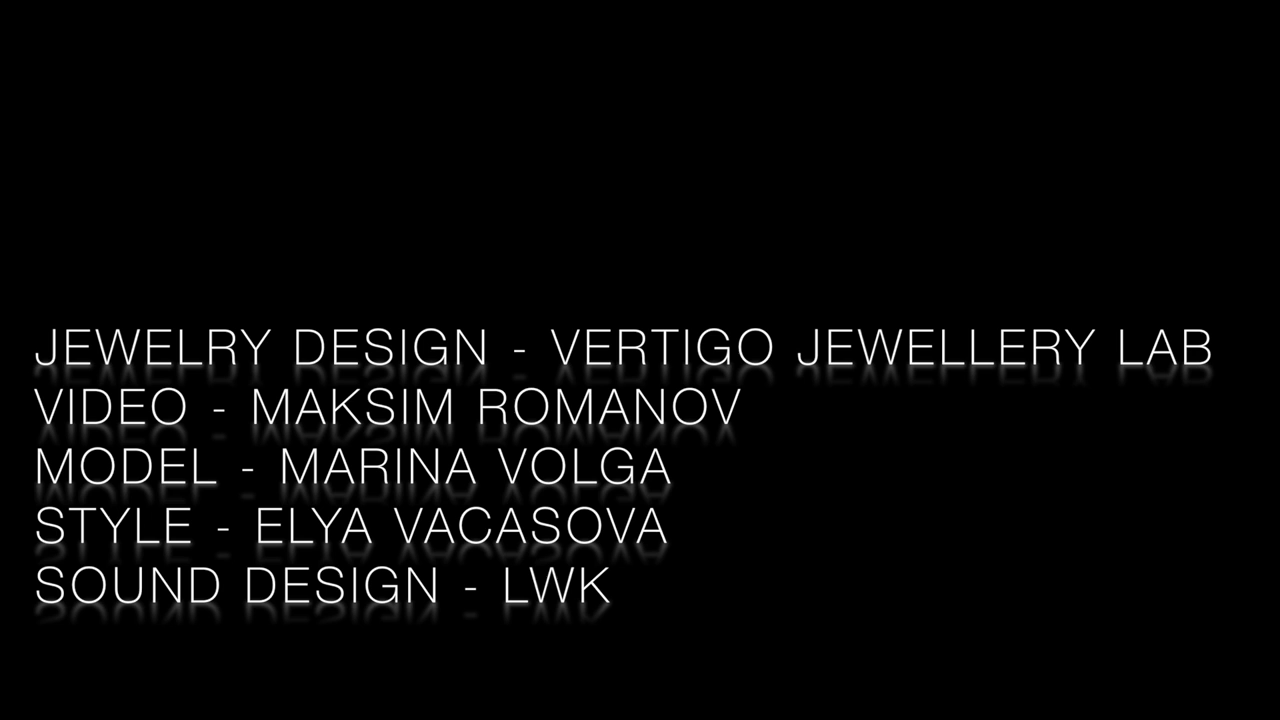 JEWELRY DESIGN - VERTIGO JEWELLERY LAB
VIDEO - MAKSIM ROMANOV
MODEL - MARINA VOLGA
STYLE - ELYA VACASOVA
SOUND DESIGN - LWK